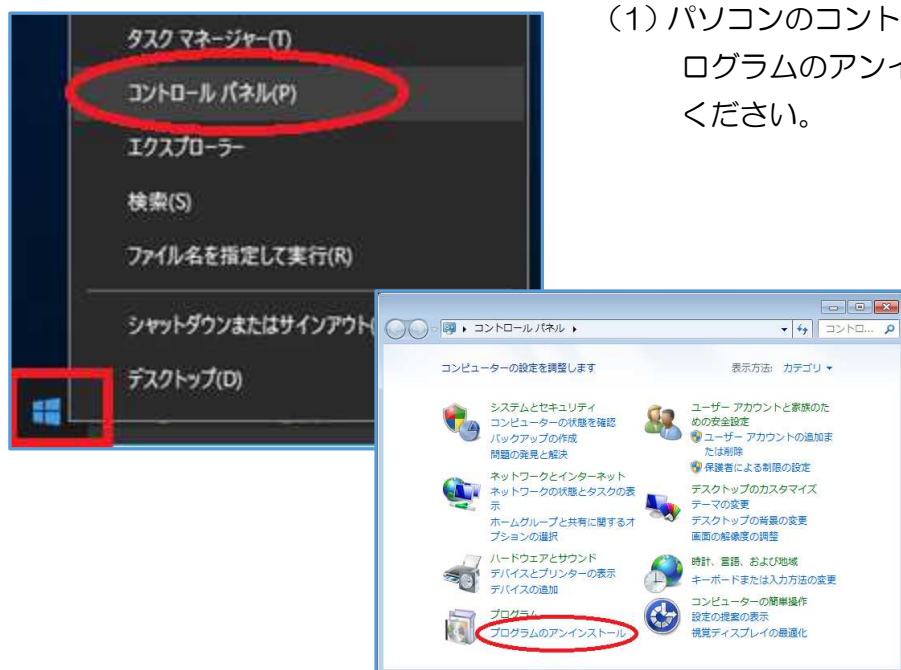 （1）パソコンのコント
ログラムのアンイ
ください。
タスク マネージャー(T)
コントロール パネル(P)
エクスプローラー
検索(S)
ファイル名を指定して実行(R)
シャットダウンまたはサインアウト(
デスクトップ(D)
コントロール パネル
コントロ...
コンピューターの設定を調整します
表示方法: カテゴリ
システムとセキュリティ
コンピューターの状態を確認
バックアップの作成
問題の発見と解決
ネットワークとインターネット
ネットワークの状態とタスクの表
示
ホームグループと共有に関するオ
プションの選択
ハードウェアとサウンド
デバイスとプリンターの表示
デバイスの追加
プログラム
プログラムのアンインストール
ユーザー アカウントと家族のた
めの安全設定
ユーザー アカウントの追加ま
たは削除
保護者による制限の設定
デスクトップのカスタマイズ
テーマの変更
デスクトップの背景の変更
画面の解像度の調整
時計、言語、および地域
キーボードまたは入力方法の変更
コンピューターの簡単操作
設定の提案の表示
視覚ディスプレイの最適化